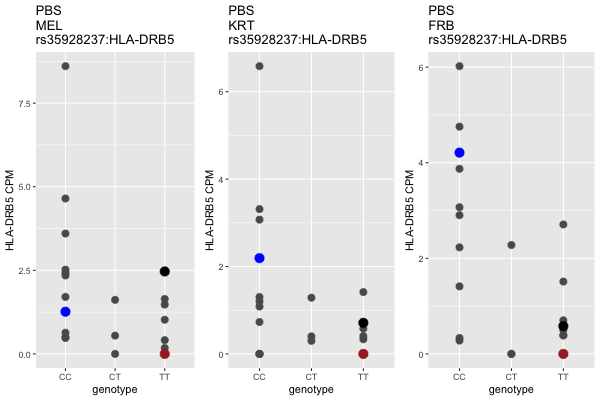 PBS
MEL
rs35928237:HLA-DRB5
HLA-DRB5 CPM
7.5
5.0
2.5
0.0
CC CT TT
genotype
PBS
KRT
rs35928237:HLA-DRB5
HLA-DRB5 CPM
6
4
2
0
CC CT TT
genotype
PBS
FRB
rs35928237:HLA-DRB5
HLA-DRB5 CPM
6
4
2
0
CC CT TT
genotype